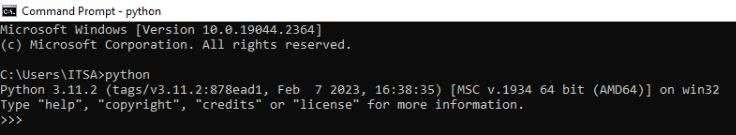 Command Prompt - python
Microsoft Windows [Version 10.0.19044.2364]
(c) Microsoft Corporation. All rights reserved.
C:\Users\ITSA>python
Python 3.11.2 (tags/v3.11.2:878ead1, Feb  7 2023, 16:38:35) [MSC v.1934 64 bit (AMD64)] on win32
Type "help", "copyright", "credits" or "license" for more information.
>>>